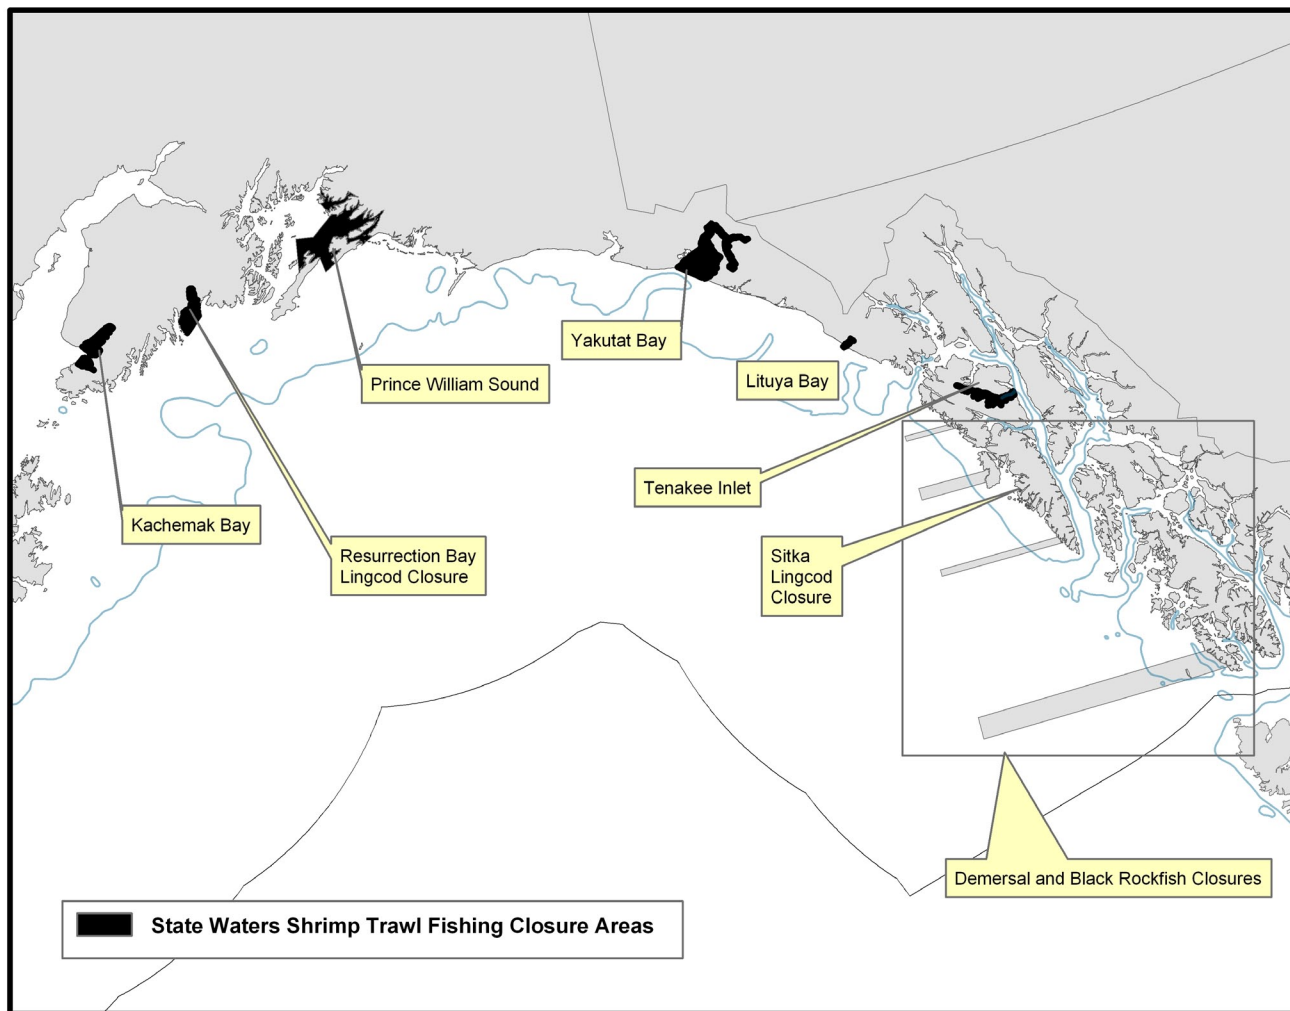 Yakutat Bay
Prince William Sound
Lituya Bay
Tenakee Inlet
Kachemak Bay
Resurrection Bay
Lingcod Closure
Sitka
Lingcod
Closure
Demersal and Black Rockfish Closures
State Waters Shrimp Trawl Fishing Closure Areas